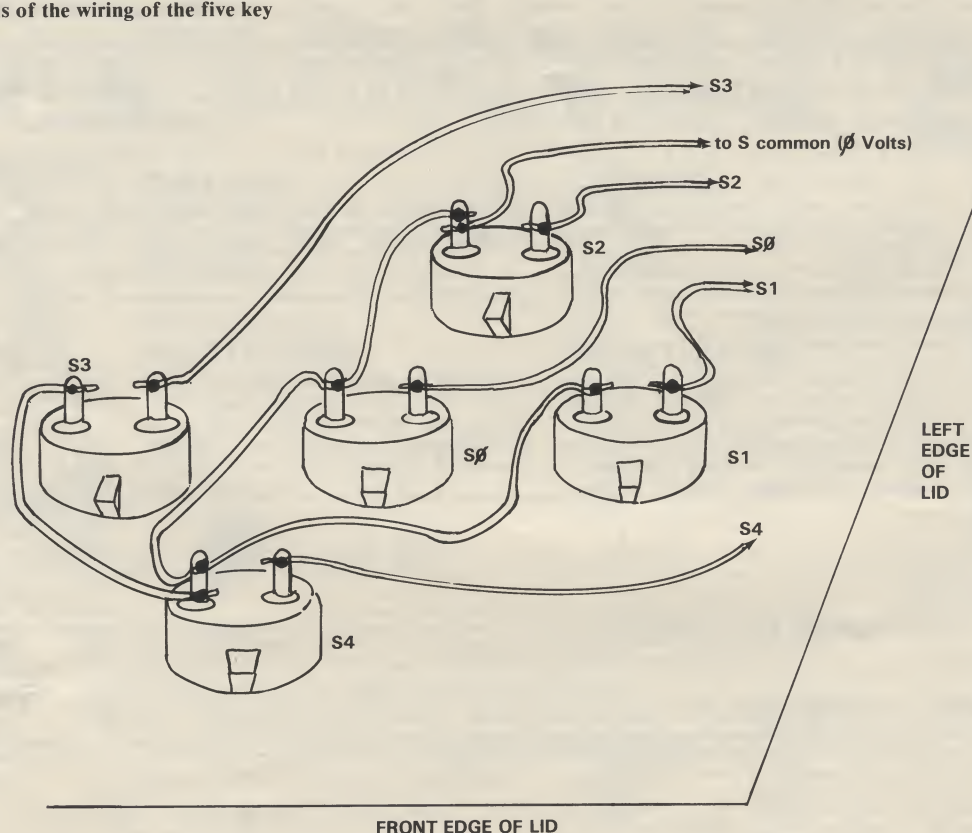 s of the wiring of the five key
S3
to S common (Ø Volts)
S2
S2
SØ
S1
S3
SØ
S1
LEFT
EDGE
OF
LID
S4
S4
FRONT EDGE OF LID